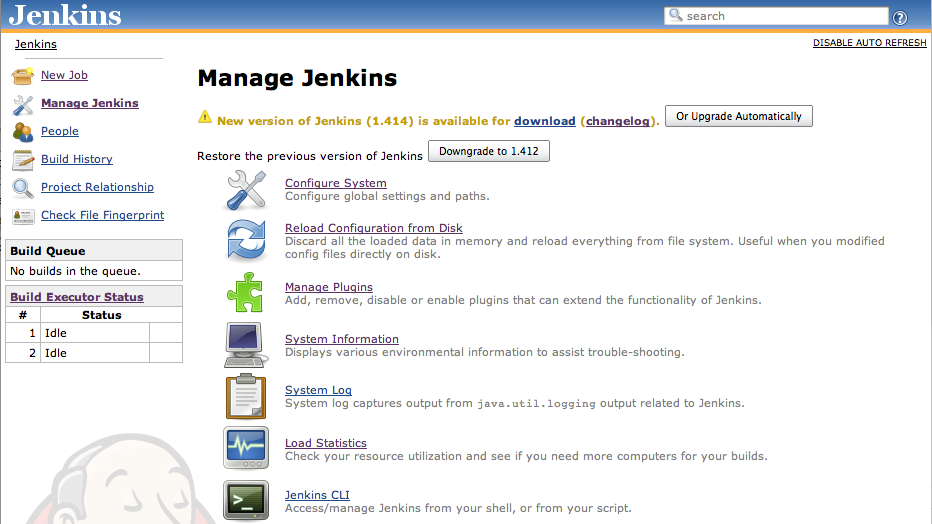 Jenkins
search
Jenkins
DISABLE AUTO REFRESH
New Job
Manage Jenkins
People
Build History
Project Relationship
Check File Fingerprint
Build Queue
No builds in the queue.
Build Executor Status
# Status
1 Idle
2 Idle
Manage Jenkins
New version of Jenkins (1.414) is available for download (changelog). Or Upgrade Automatically
Restore the previous version of Jenkins Downgrade to 1.412
Configure System
Configure global settings and paths.
Reload Configuration from Disk
Discard all the loaded data in memory and reload everything from file system. Useful when you modified
config files directly on disk.
Manage Plugins
Add, remove, disable or enable plugins that can extend the functionality of Jenkins.
System Information
Displays various environmental information to assist trouble-shooting.
System Log
System log captures output from java.util.logging output related to Jenkins.
Load Statistics
Check your resource utilization and see if you need more computers for your builds.
Jenkins CLI
Access/manage Jenkins from your shell, or from your script.